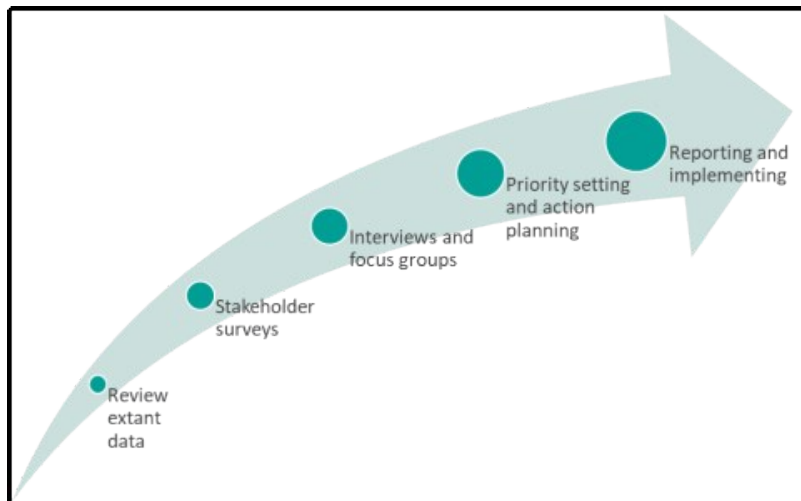 Reporting and
implementing
Priority setting
and action
planning
Interviews and
focus groups
Stakeholder
surveys
Review
extant
data